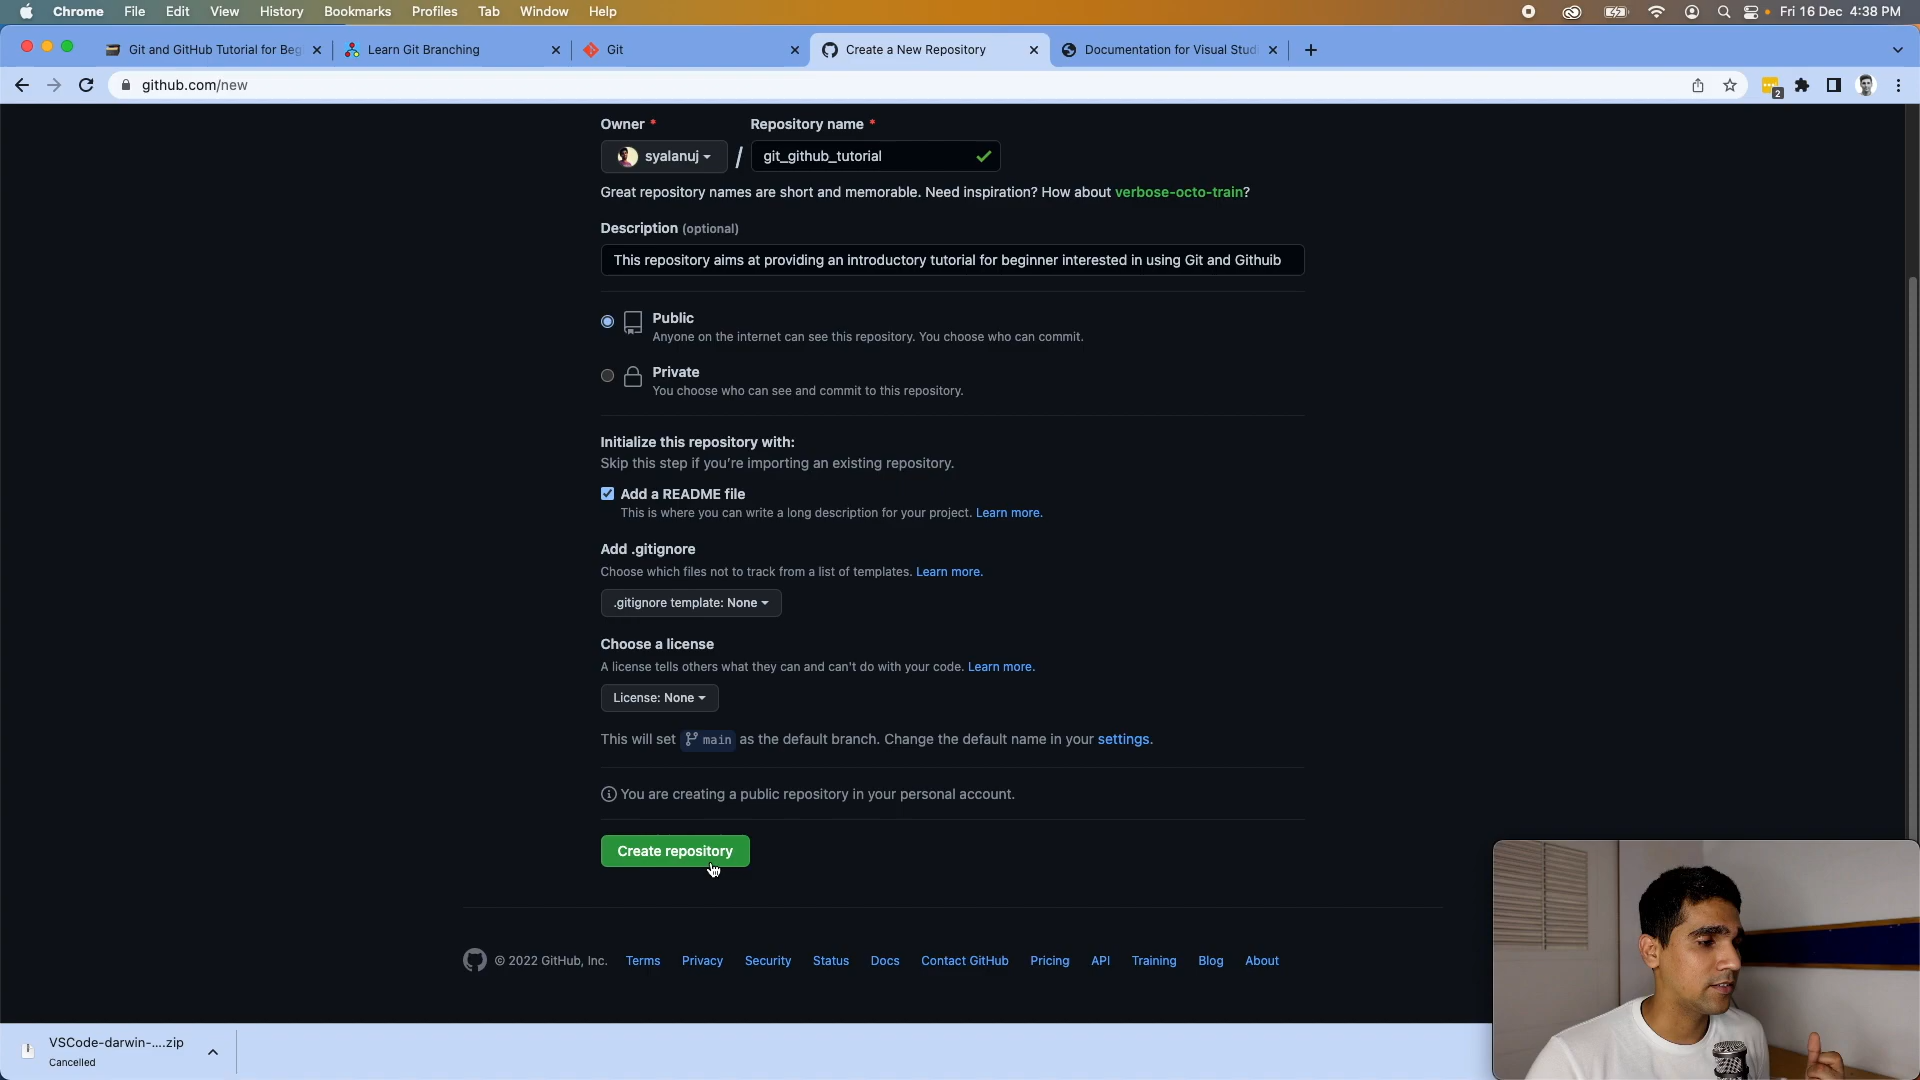 Chrome File Edit View History Bookmarks Profiles Tab Window Help Fri 16 Dec 4:38 PM
Git and GitHub Tutorial for Beg Learn Git Branching Git Create a New Repository Documentation for Visual Stud
github.com/new 2
Owner * Repository name *
syalanuj / git_github_tutorial
Great repository names are short and memorable. Need inspiration? How about verbose-octo-train?
Description (optional)
This repository aims at providing an introductory tutorial for beginner interested in using Git and Githuib
Public
Anyone on the internet can see this repository. You choose who can commit.
Private
You choose who can see and commit to this repository.
Initialize this repository with:
Skip this step if you're importing an existing repository.
Add a README file
This is where you can write a long description for your project. Learn more.
Add .gitignore
Choose which files not to track from a list of templates. Learn more.
.gitignore template: None
Choose a license
A license tells others what they can and can't do with your code. Learn more.
License: None
This will set main as the default branch. Change the default name in your settings.
You are creating a public repository in your personal account.
Create repository
© 2022 GitHub, Inc. Terms Privacy Security Status Docs Contact GitHub Pricing API Training Blog About
VSCode-darwin-....zip
Cancelled